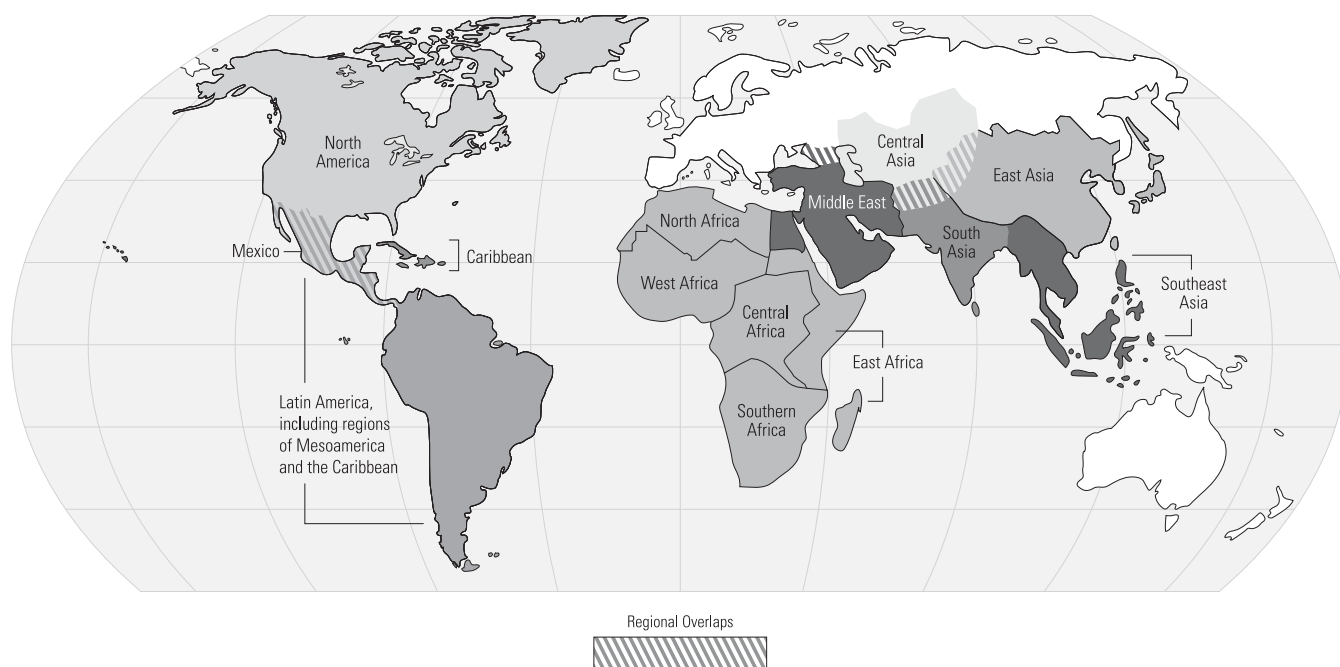 North
America
Central
Asia
East Asia
Middle East
North Africa
South
Asia
Mexico
Caribbean
West Africa
Southeast
Asia
Central
Africa
East Africa
Latin America,
including regions
of Mesoamerica
and the Caribbean
Southern
Africa
Regional Overlaps